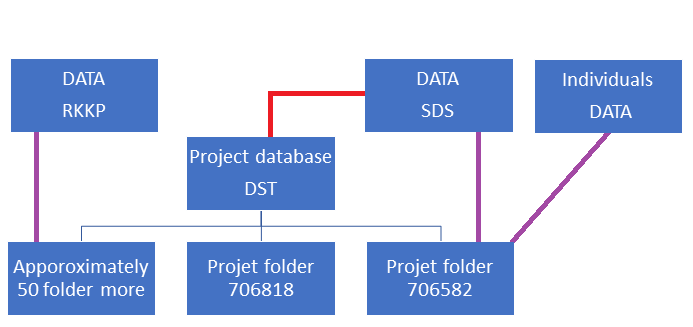 DATA
RKKP
DATA
SDS
Individuals
DATA
Project database
DST
Apporoximately
50 folder more
Projet folder
706818
Projet folder
706582